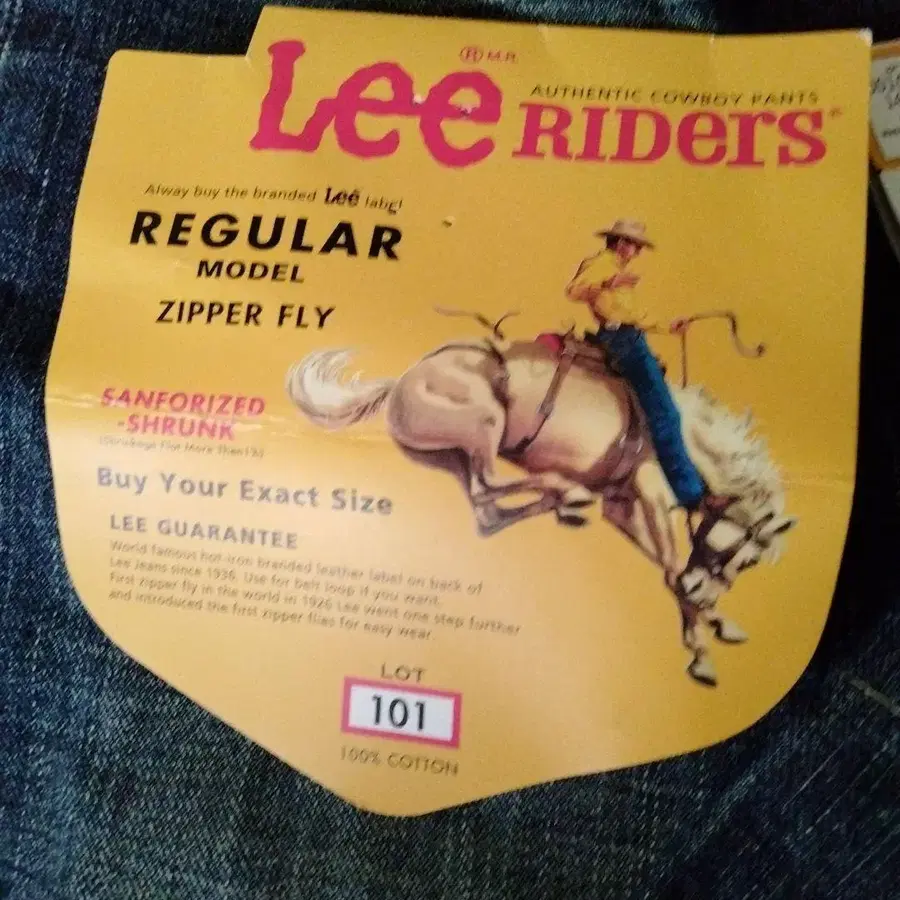 Lee ® M.R.
AUTHENTIC COWBOY PANTS
RIDers
Alway buy the branded Lee label
REGULAR
MODEL
ZIPPER FLY
SANFORIZED
-SHRUNK
Buy Your Exact Size
LEE GUARANTEE
World famous hot-iron branded leather label on back of
Lee Jeans since 1936. Use for belt loop if you want.
First zipper fly in the world in 1926 Lee went one step further
and introduced the first zipper flies for easy wear.
LOT
101
100% COTTON